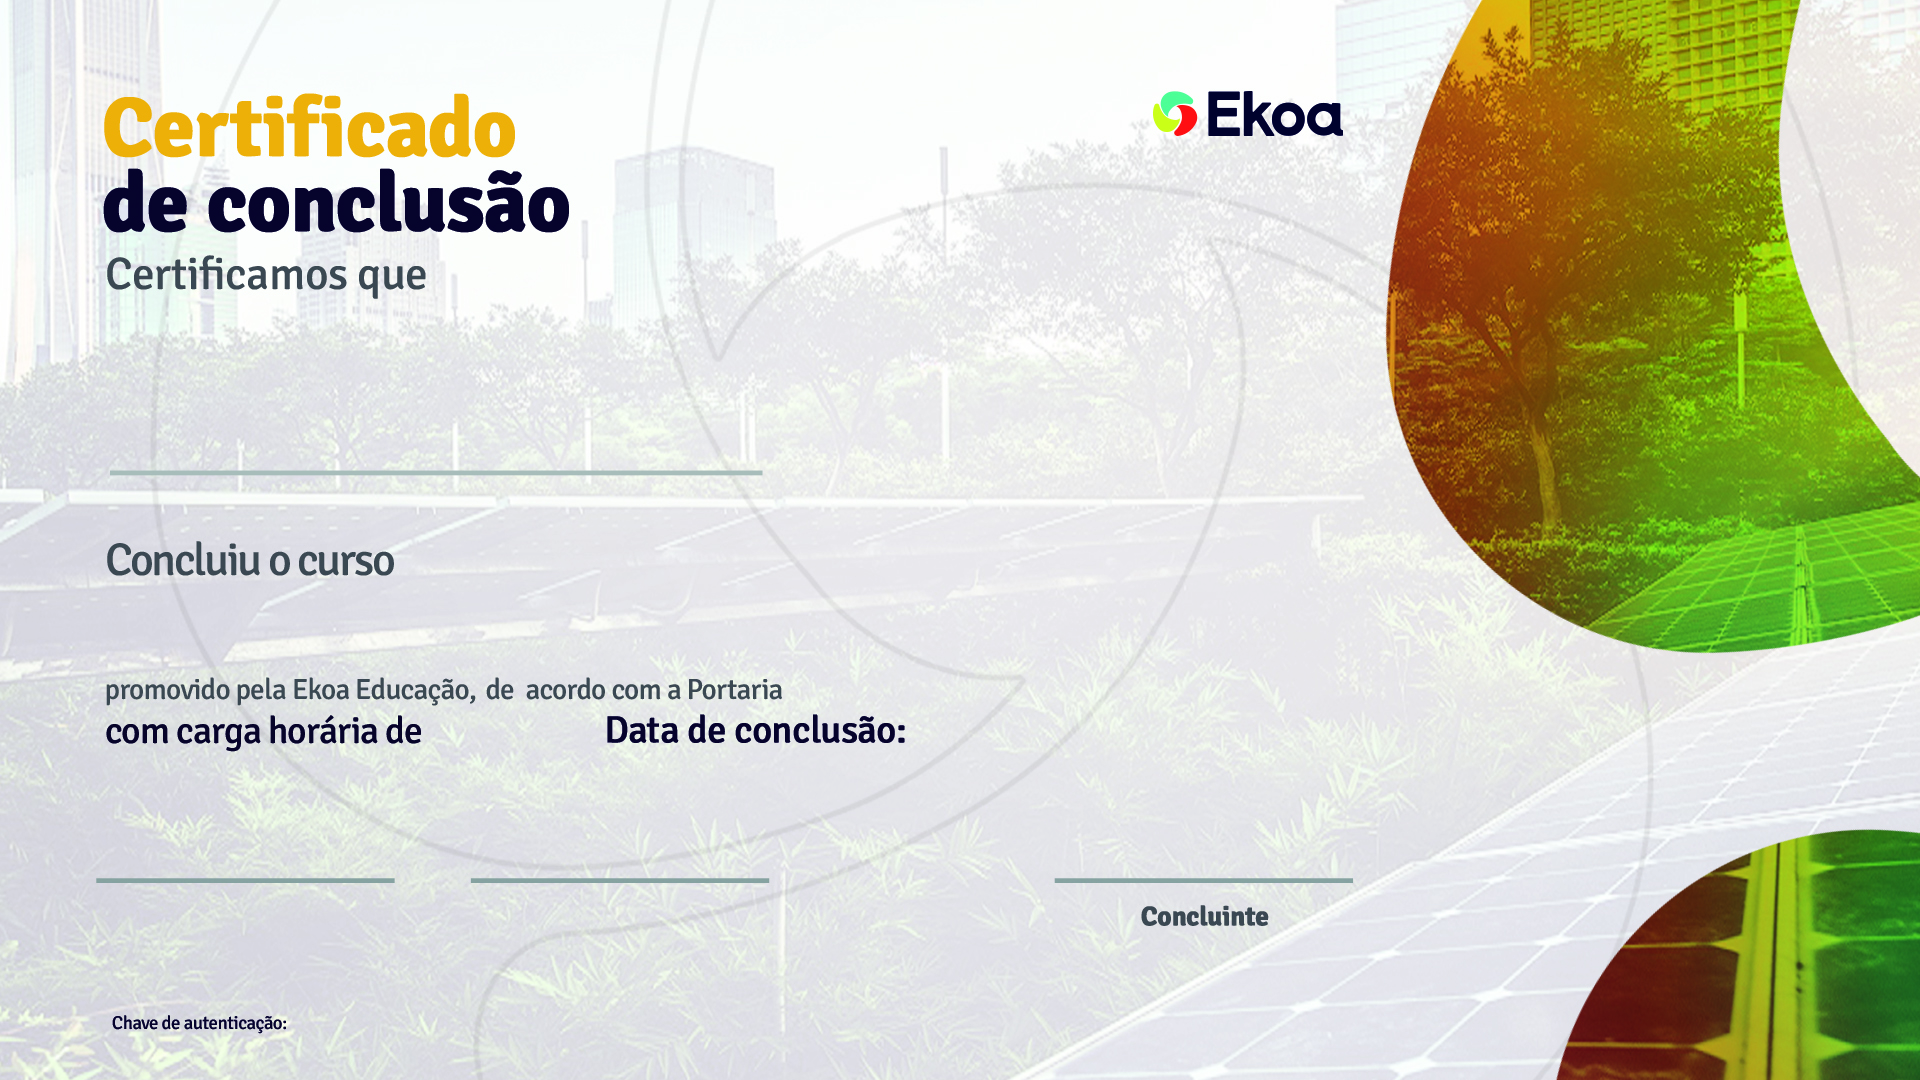 Certificado
de conclusão
Ekoa
Certificamos que
Concluiu o curso
promovido pela Ekoa Educação, de acordo com a Portaria
com carga horária de
Data de conclusão:
Concluinte
Chave de autenticação: